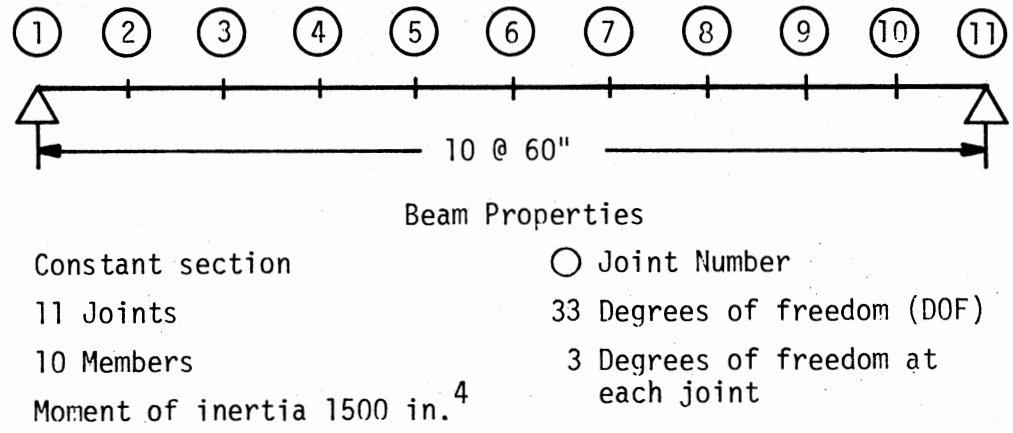 1 2 3 4 5 6 7 8 9 10 11
10 @ 60"
Beam Properties
Constant section
11 Joints
10 Members
Moment of inertia 1500 in.4
Joint Number
33 Degrees of freedom (DOF)
3 Degrees of freedom at
each joint